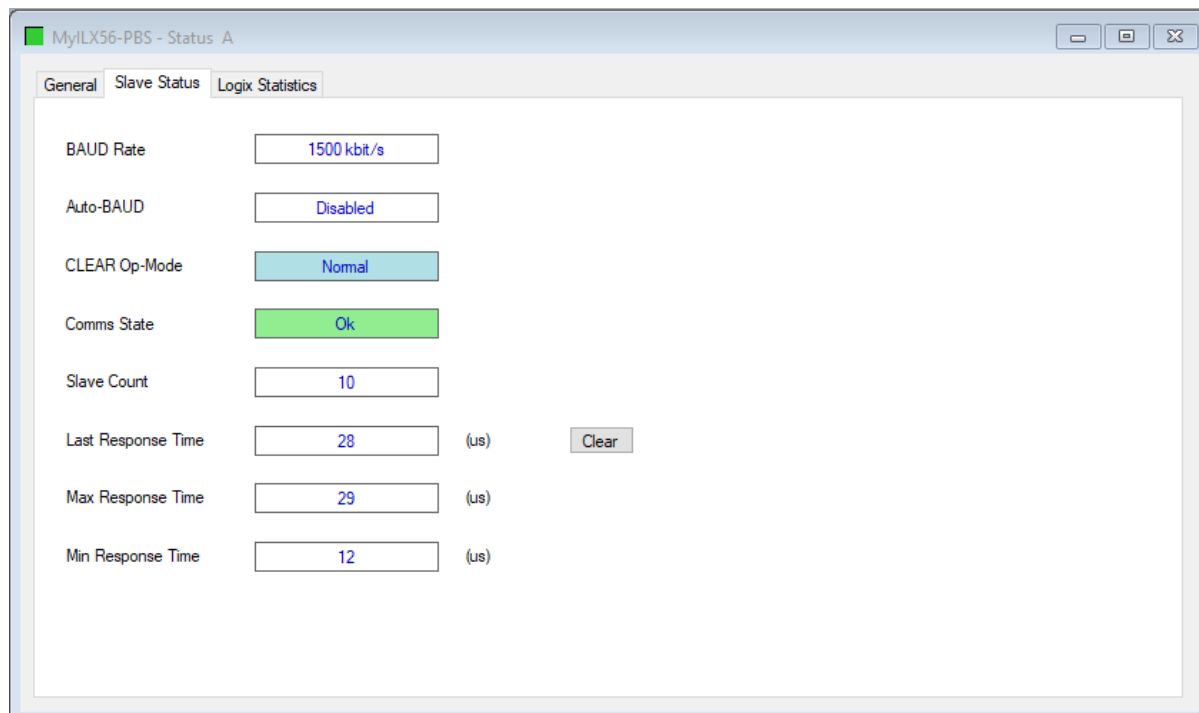 MyILX56-PBS - Status A
General Slave Status Logix Statistics
BAUD Rate 1500 kbit/s
Auto-BAUD Disabled
CLEAR Op-Mode Normal
Comms State Ok
Slave Count 10
Last Response Time 28 (us) Clear
Max Response Time 29 (us)
Min Response Time 12 (us)